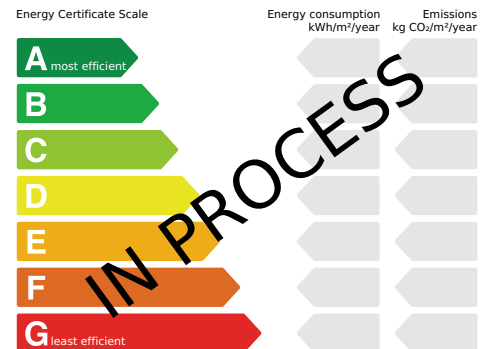 Energy Certificate Scale
Energy consumption
kWh/m²/year
Emissions
kg CO₂/m²/year
A most efficient
B
C
D
E
F
G least efficient
IN PROCESS